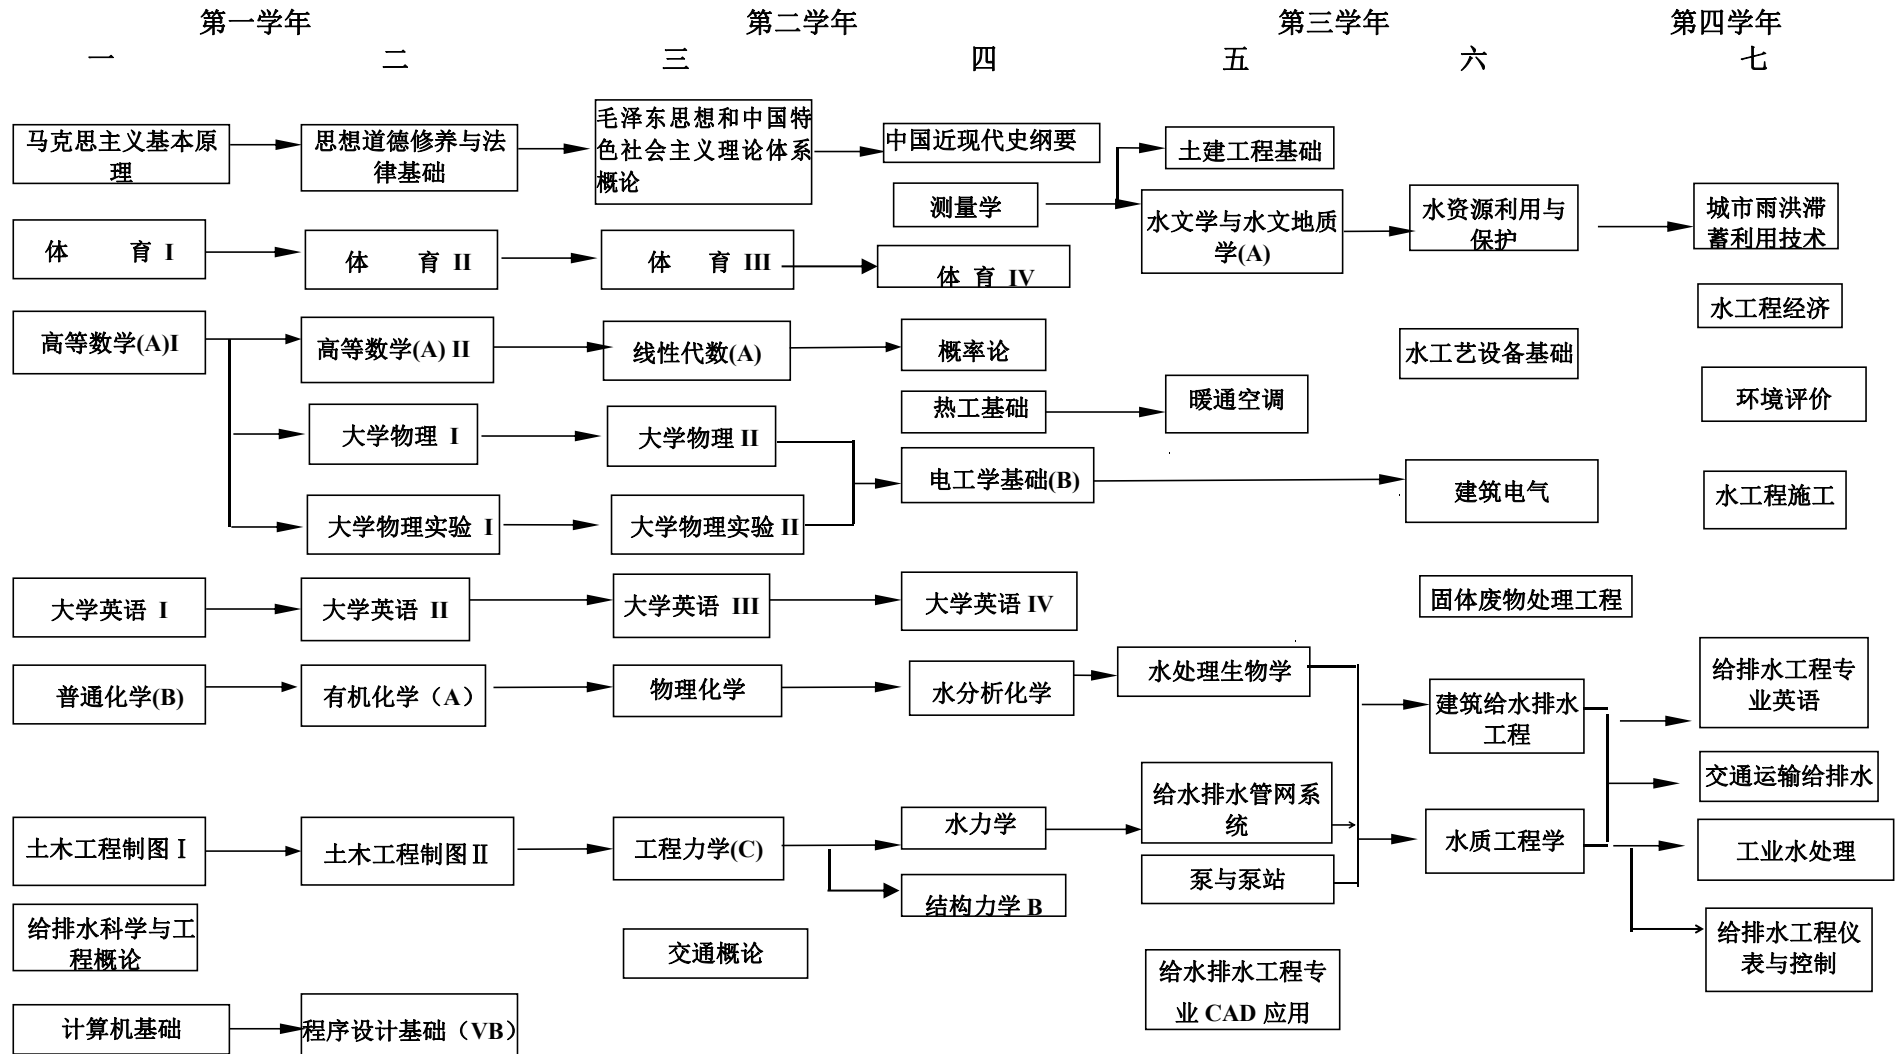 第一学年
第二学年
第三学年
第四学年
一
二
三
四
五
六
七
马克思主义基本原
理
思想道德修养与法
律基础
毛泽东思想和中国特
色社会主义理论体系
概论
中国近现代史纲要
土建工程基础
测量学
水文学与水文地质
学(A)
水资源利用与
保护
城市雨洪滞
蓄利用技术
体 育 I
体 育 II
体 育 III
体 育 IV
水工程经济
高等数学(A)I
高等数学(A) II
线性代数(A)
概率论
水工艺设备基础
热工基础
暖通空调
环境评价
大学物理 I
大学物理 II
电工学基础(B)
建筑电气
水工程施工
大学物理实验 I
大学物理实验 II
大学英语 I
大学英语 II
大学英语 III
大学英语 IV
固体废物处理工程
普通化学(B)
有机化学（A）
物理化学
水分析化学
水处理生物学
建筑给水排水
工程
给排水工程专
业英语
交通运输给排水
土木工程制图Ⅰ
土木工程制图Ⅱ
工程力学(C)
水力学
给水排水管网系
统
水质工程学
工业水处理
泵与泵站
结构力学 B
给排水科学与工
程概论
交通概论
给水排水工程专
业 CAD 应用
给排水工程仪
表与控制
计算机基础
程序设计基础（VB）